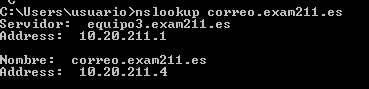 C:\Users\usuario>nslookup correo.exam211.es
Servidor:  equipo3.exam211.es
Address:  10.20.211.1
Nombre:  correo.exam211.es
Address:  10.20.211.4